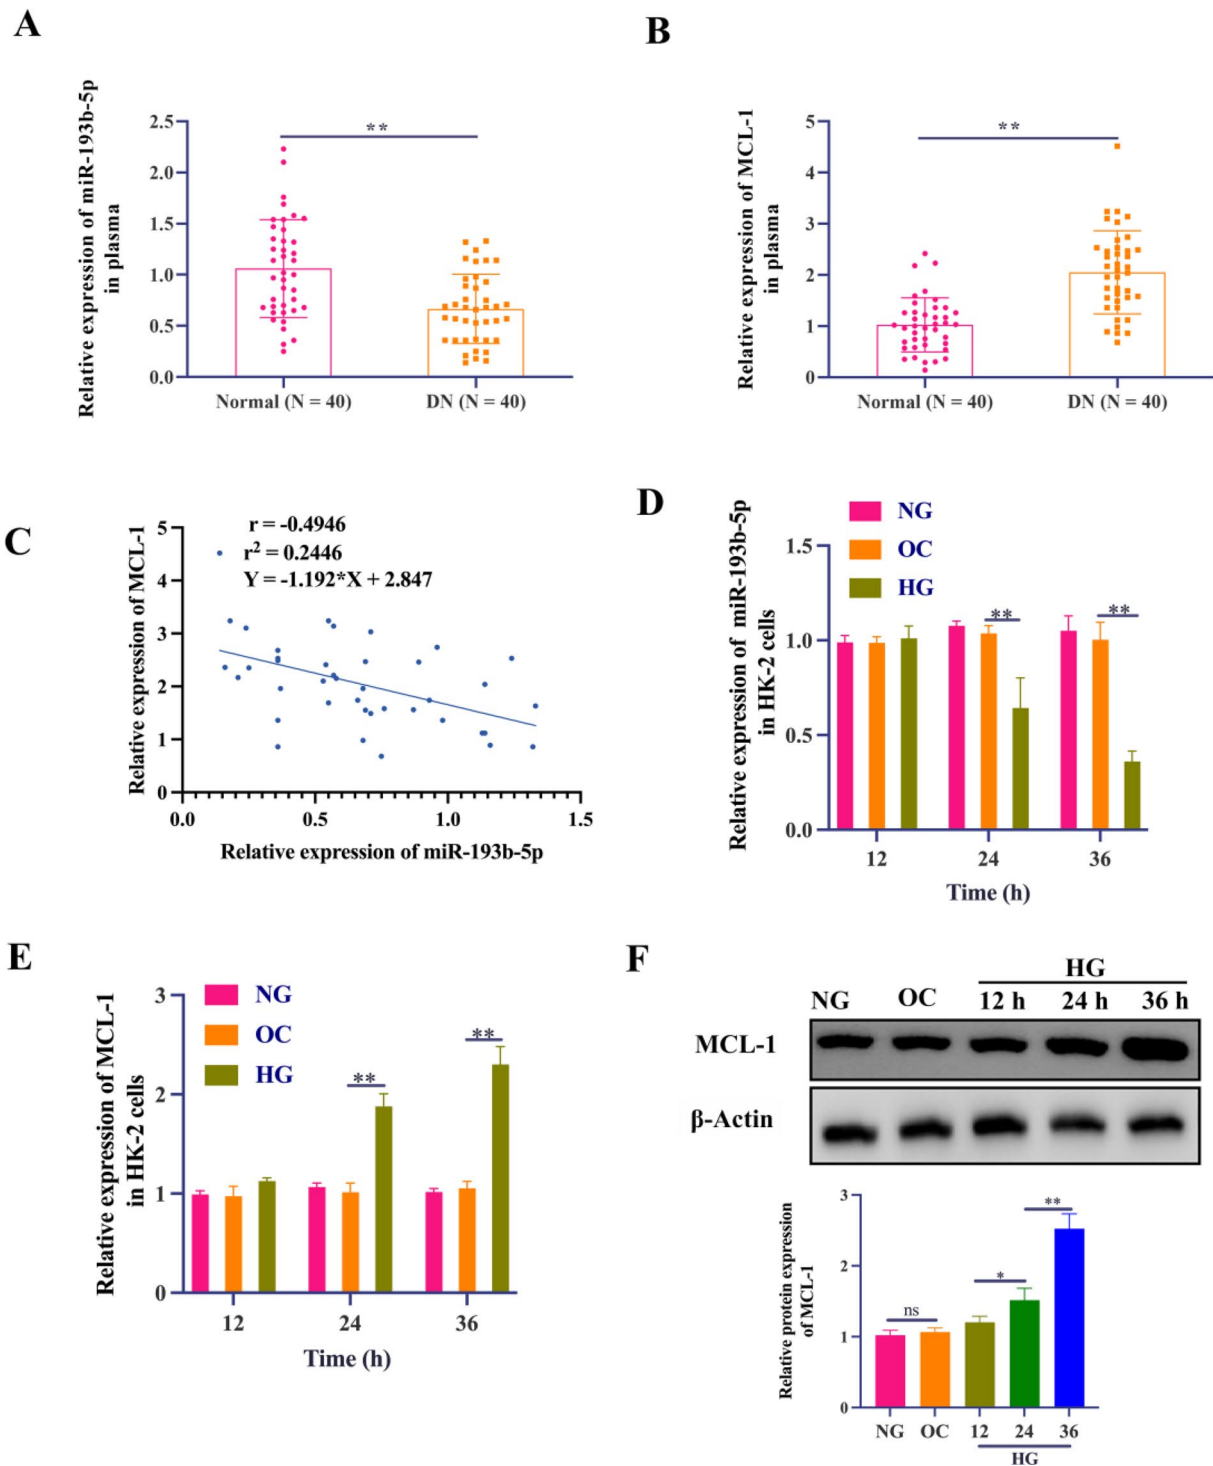 A
Relative expression of miR-193b-5p
in plasma
2.5
2.0
1.5
1.0
0.5
0.0
**
Normal (N = 40)
DN (N = 40)
B
Relative expression of MCL-1
in plasma
5
4
3
2
1
0
**
Normal (N = 40)
DN (N = 40)
C
Relative expression of MCL-1
5
4
3
2
1
0
r = -0.4946
r² = 0.2446
Y = -1.192*X + 2.847
0.0
0.5
1.0
1.5
Relative expression of miR-193b-5p
D
Relative expression of miR-193b-5p
in HK-2 cells
NG
OC
HG
1.5
1.0
0.5
0.0
**
**
12
24
36
Time (h)
E
Relative expression of MCL-1
in HK-2 cells
NG
OC
HG
3
2
1
0
**
**
12
24
36
Time (h)
F
HG
NG
OC
12 h
24 h
36 h
MCL-1
β-Actin
Relative protein expression
of MCL-1
3
2
1
0
ns
*
**
NG
OC
12
24
36
HG